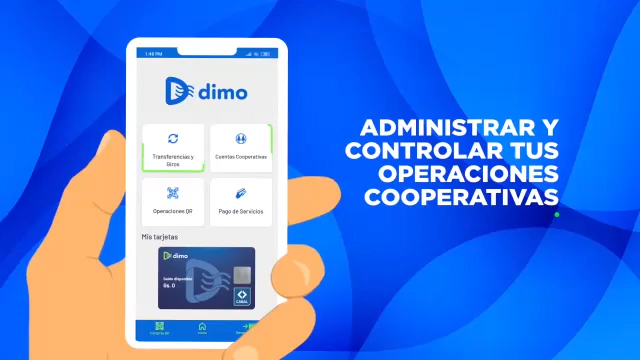 1:40 PM
dimo
Transferencias y
Giros
Cuentas Cooperativas
Operaciones QR
Pago de Servicios
Mis tarjetas
dimo
Saldo disponible
Gs. 0
CABAL
ADMINISTRAR Y
CONTROLAR TUS
OPERACIONES
COOPERATIVAS